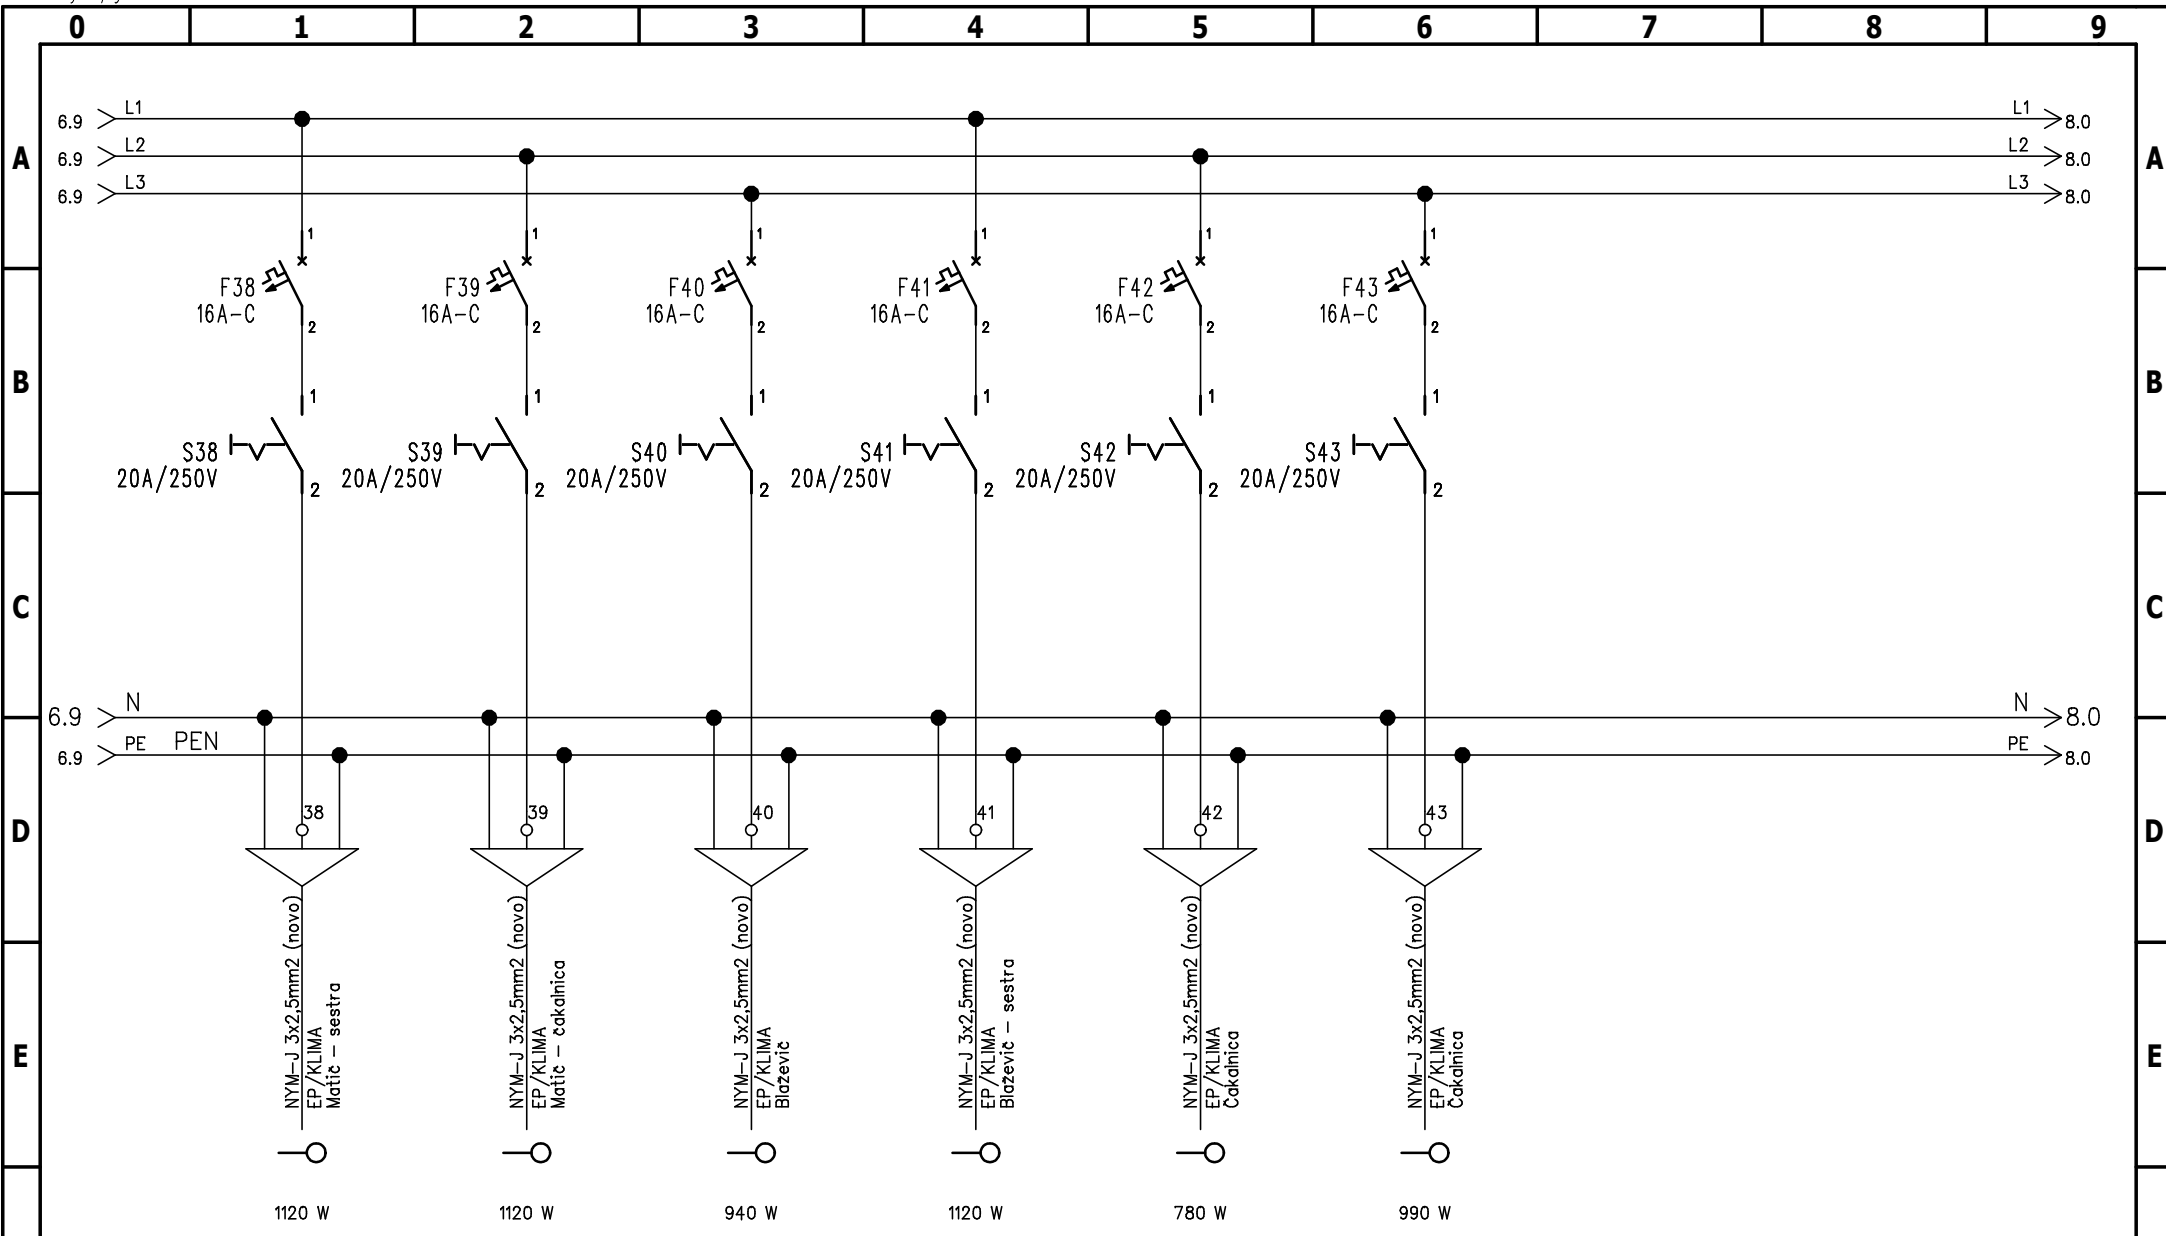 0 1 2 3 4 5 6 7 8 9
6.9 L1 L1 8.0
A 6.9 L2 L2 8.0 A
6.9 L3 L3 8.0
1 1 1 1 1 1
F38 F39 F40 F41 F42 F43
16A-C 16A-C 16A-C 16A-C 16A-C 16A-C
2 2 2 2 2 2
B B
1 1 1 1 1 1
S38 S39 S40 S41 S42 S43
20A/250V 20A/250V 20A/250V 20A/250V 20A/250V 20A/250V
2 2 2 2 2 2
C C
6.9 N N 8.0
6.9 PE PEN PE 8.0
38 39 40 41 42 43
D D
NYM-J 3x2,5mm2 (novo)
EP/KLIMA
Matič - sestra
NYM-J 3x2,5mm2 (novo)
EP/KLIMA
Matič - čakalnica
NYM-J 3x2,5mm2 (novo)
EP/KLIMA
Blaževič
NYM-J 3x2,5mm2 (novo)
EP/KLIMA
Blaževič - sestra
NYM-J 3x2,5mm2 (novo)
EP/KLIMA
Čakalnica
NYM-J 3x2,5mm2 (novo)
EP/KLIMA
Čakalnica
E E
1120 W 1120 W 940 W 1120 W 780 W 990 W